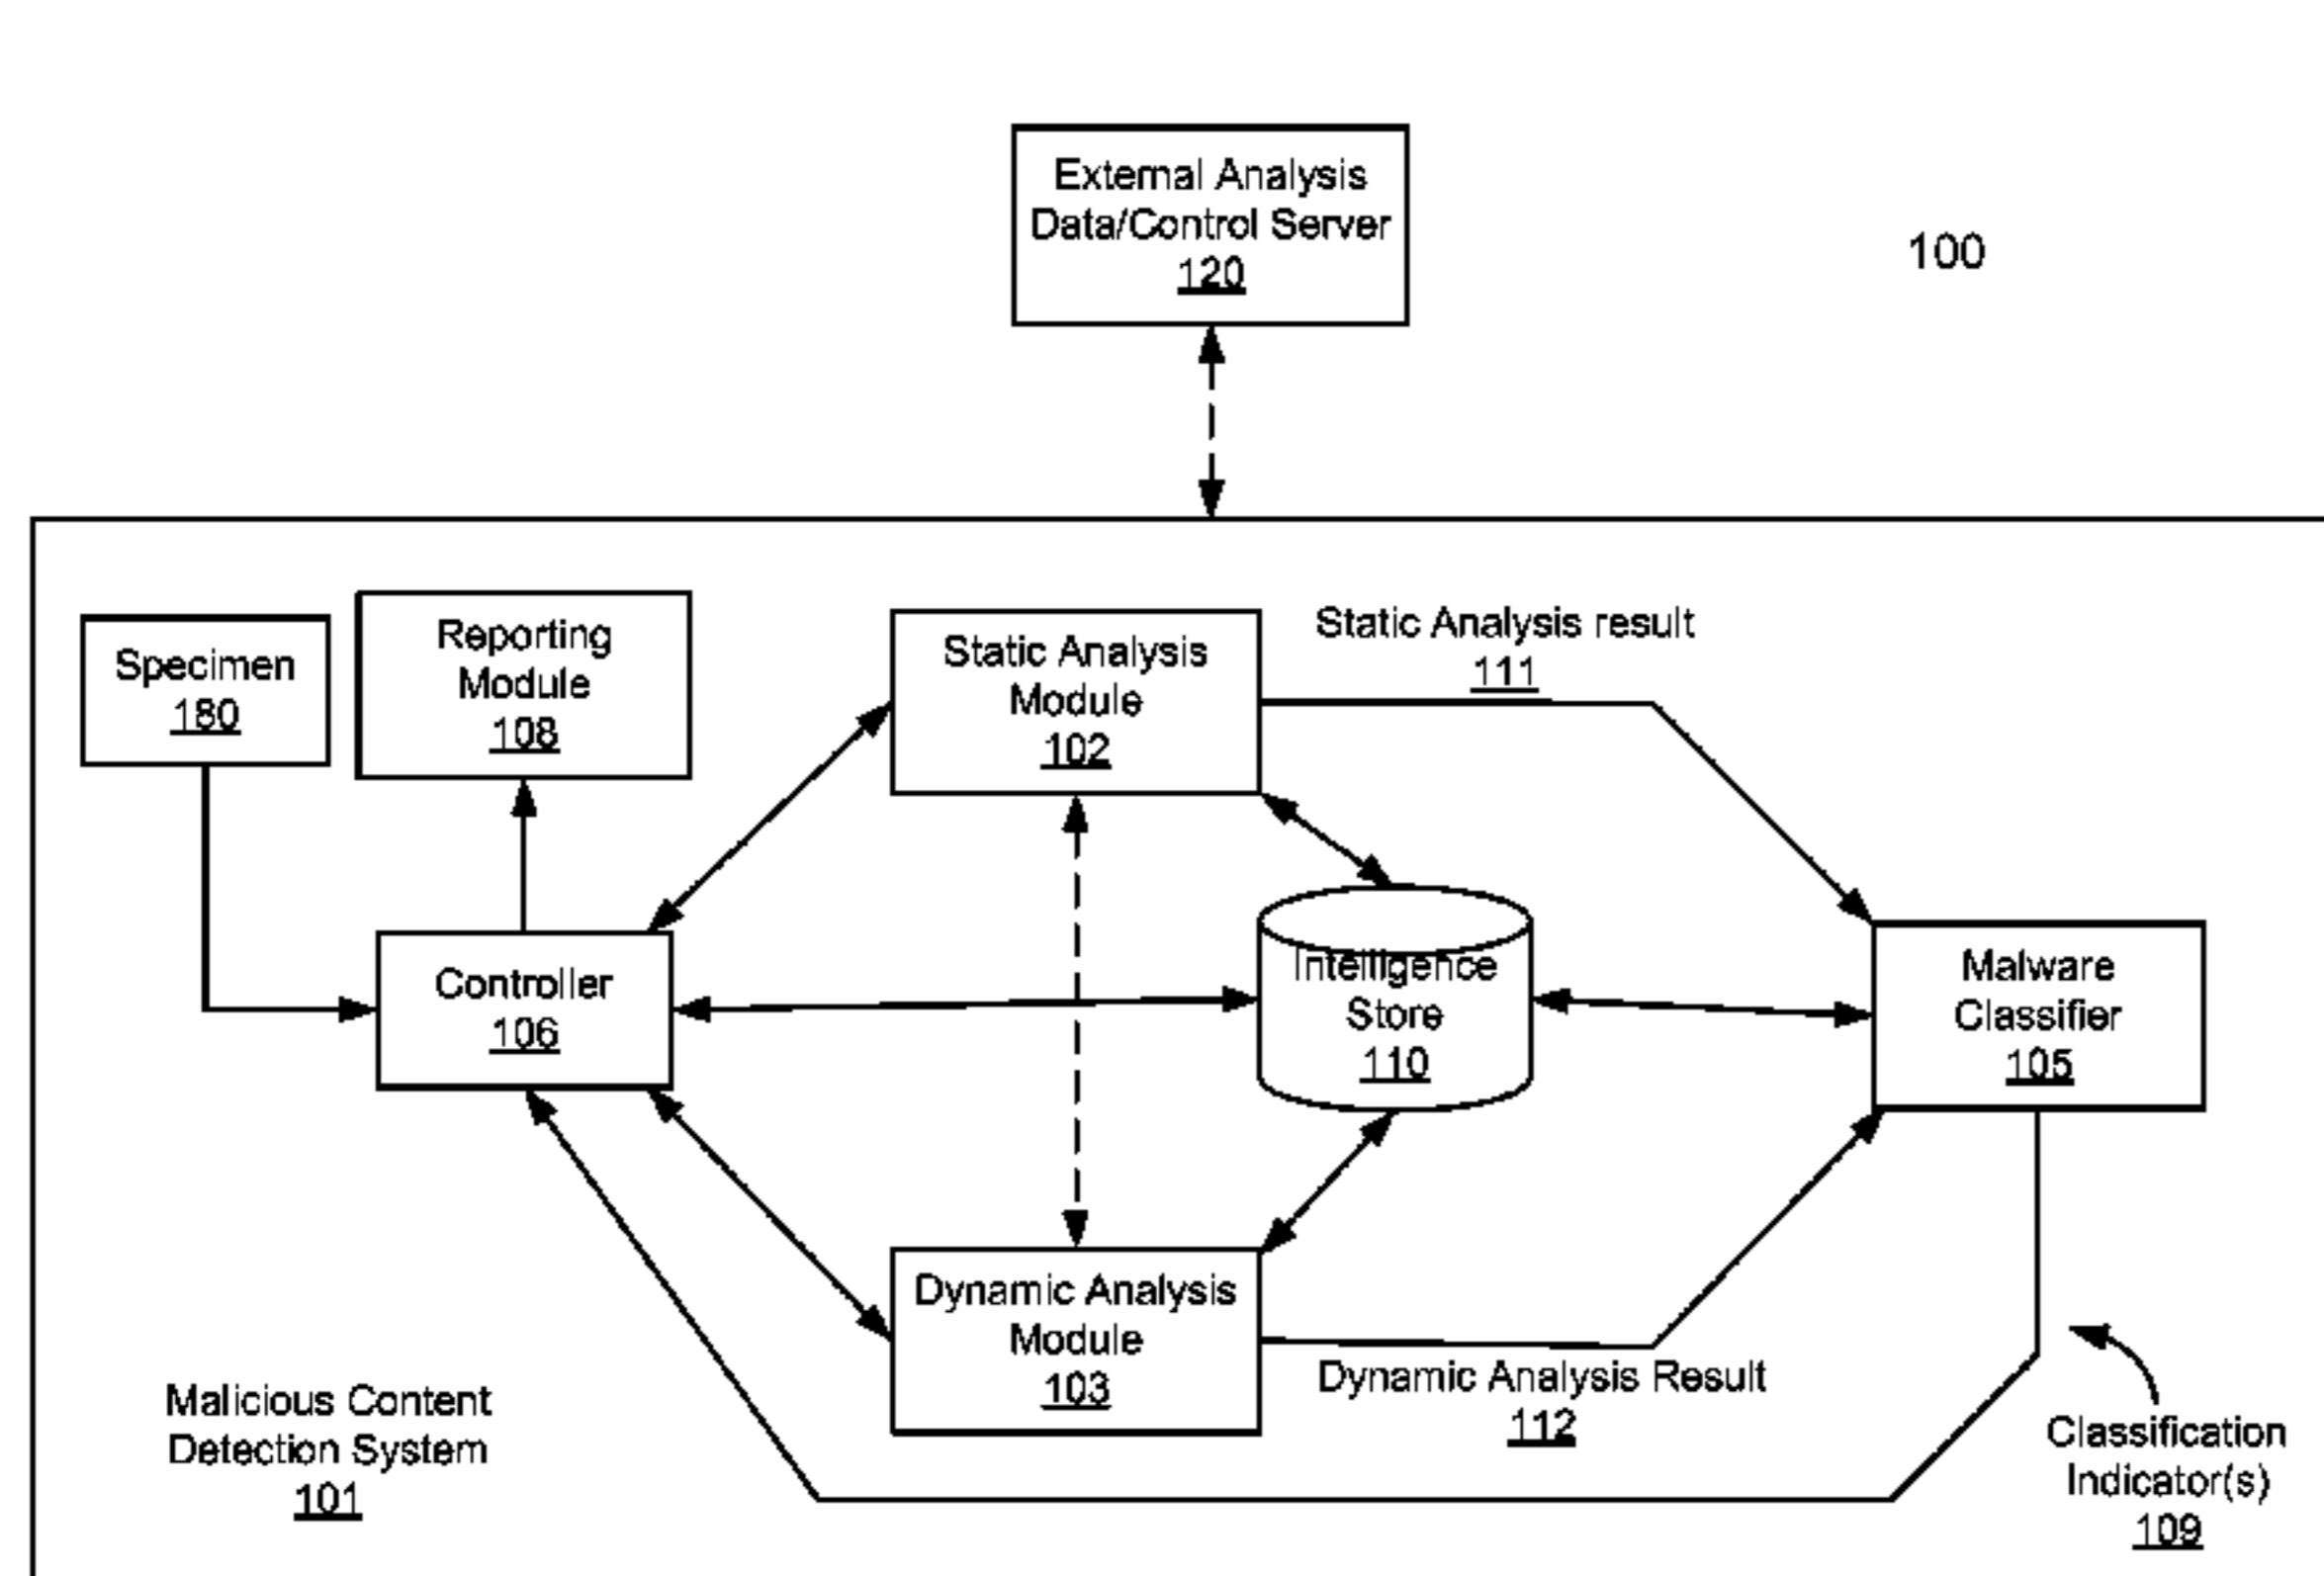 External Analysis
Data/Control Server
120
100
Specimen
180
Reporting
Module
108
Static Analysis
Module
102
Static Analysis result
111
Controller
106
Intelligence
Store
110
Malware
Classifier
105
Dynamic Analysis
Module
103
Dynamic Analysis Result
112
Malicious Content
Detection System
101
Classification
Indicator(s)
109